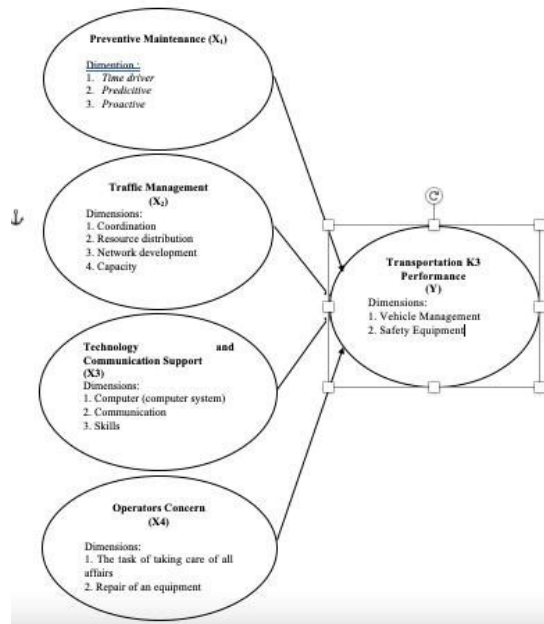 Preventive Maintenance (X₁)
Dimention :
1. Time driver
2. Predicitive
3. Proactive
Traffic Management
(X₂)
Dimensions:
1. Coordination
2. Resource distribution
3. Network development
4. Capacity
Technology and
Communication Support
(X3)
Dimensions:
1. Computer (computer system)
2. Communication
3. Skills
Operators Concern
(X4)
Dimensions:
1. The task of taking care of all
affairs
2. Repair of an equipment
Transportation K3
Performance
(Y)
Dimensions:
1. Vehicle Management
2. Safety Equipment